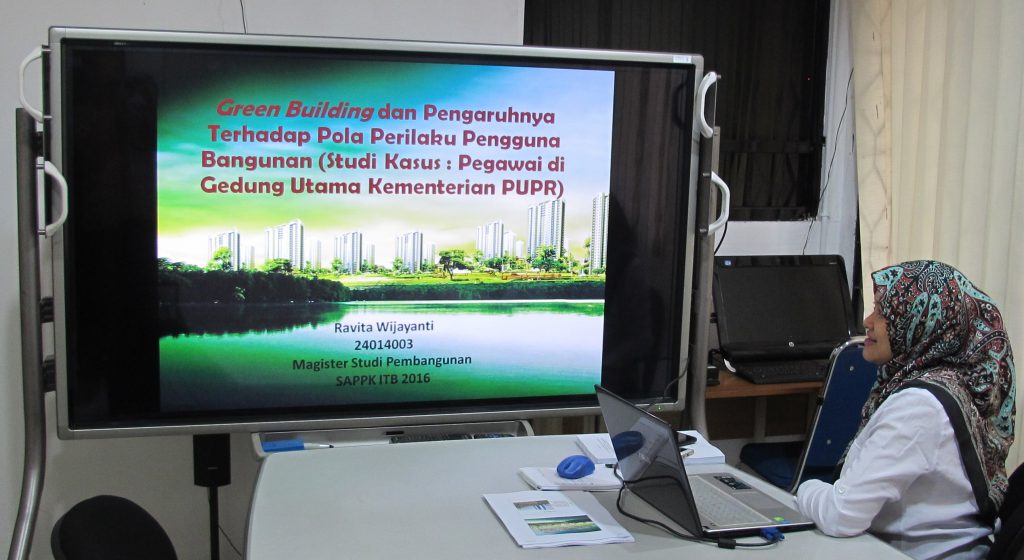 Green Building dan Pengaruhnya
Terhadap Pola Perilaku Pengguna
Bangunan (Studi Kasus : Pegawai di
Gedung Utama Kementerian PUPR)
Ravita Wijayanti
24014003
Magister Studi Pembangunan
SAPPK ITB 2016